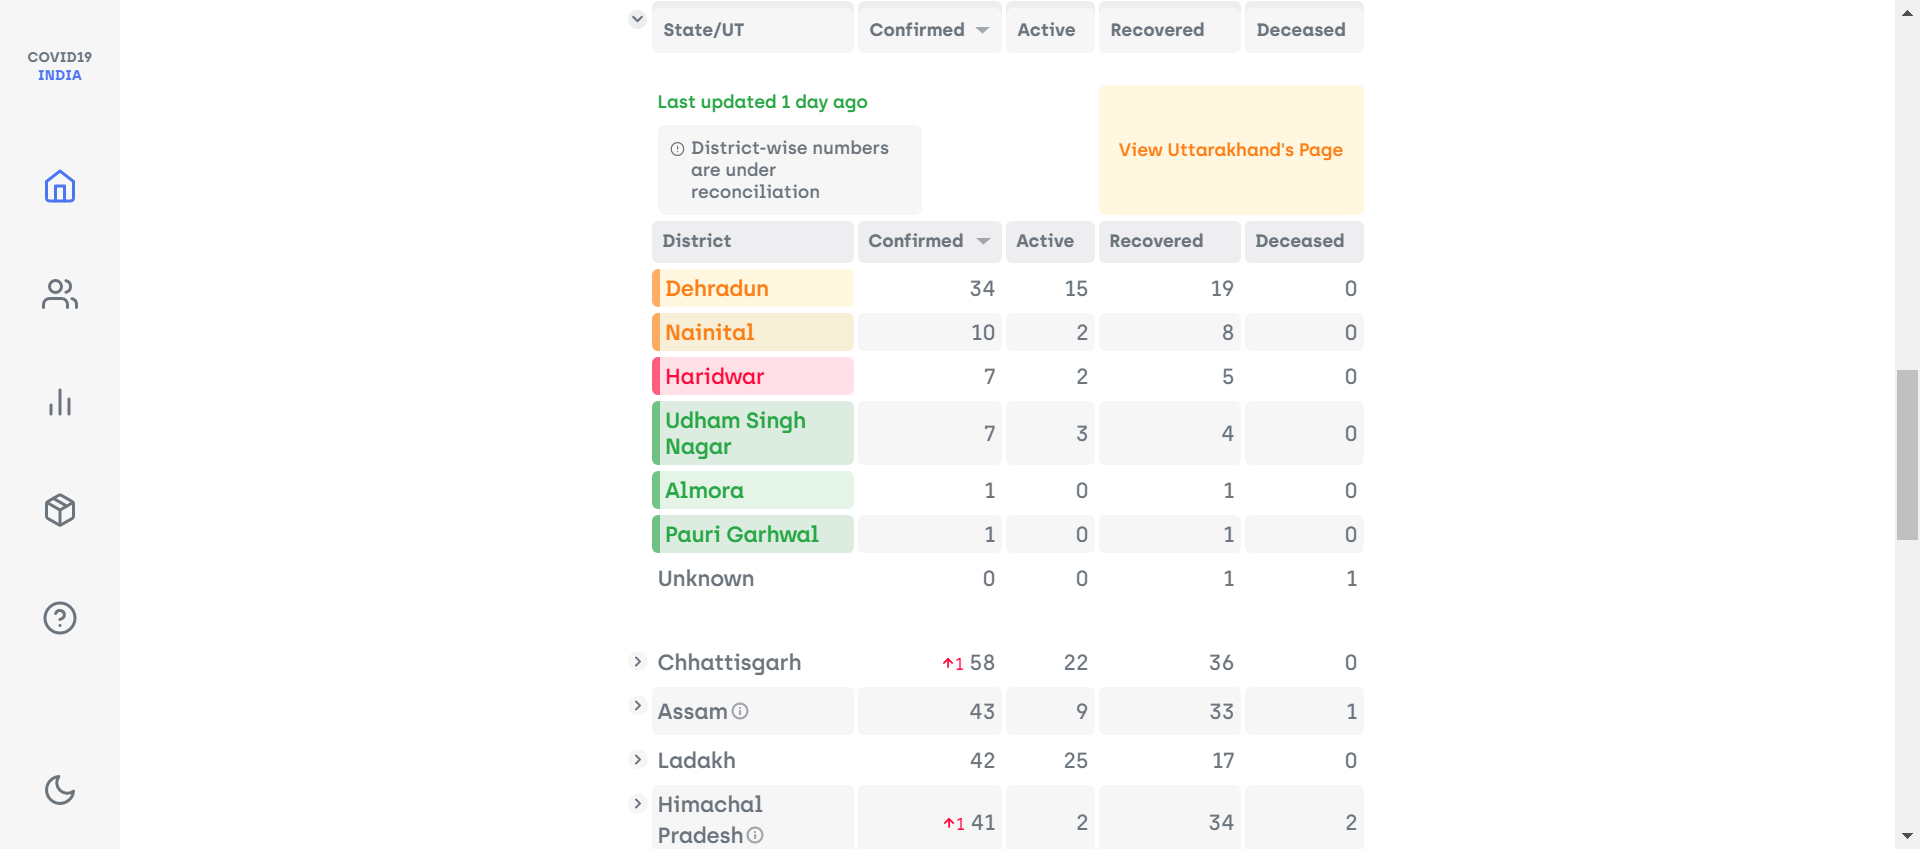 COVID19
INDIA
State/UT Confirmed Active Recovered Deceased
Last updated 1 day ago
District-wise numbers
are under
reconciliation
View Uttarakhand's Page
District Confirmed Active Recovered Deceased
Dehradun 34 15 19 0
Nainital 10 2 8 0
Haridwar 7 2 5 0
Udham Singh
Nagar 7 3 4 0
Almora 1 0 1 0
Pauri Garhwal 1 0 1 0
Unknown 0 0 1 1
Chhattisgarh ↑1 58 22 36 0
Assam 43 9 33 1
Ladakh 42 25 17 0
Himachal
Pradesh ↑1 41 2 34 2